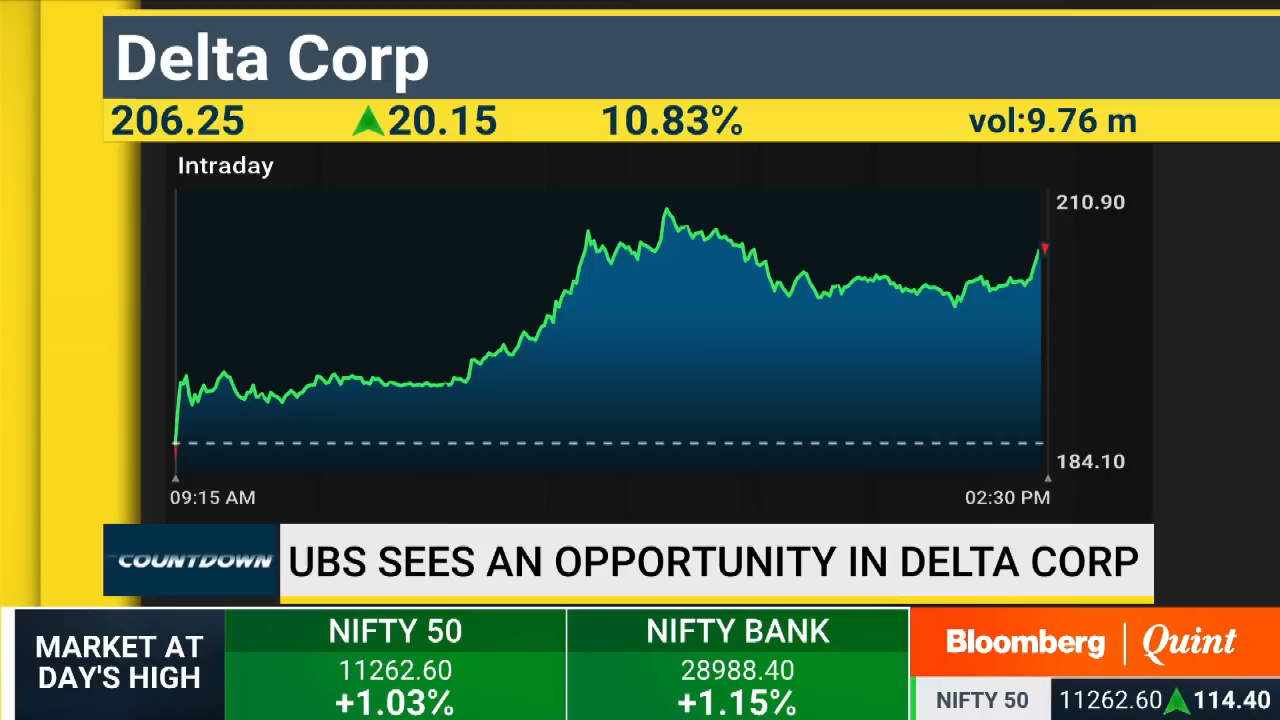 Delta Corp
206.25 ▲20.15 10.83% vol:9.76 m
Intraday
210.90
184.10
09:15 AM 02:30 PM
COUNTDOWN
UBS SEES AN OPPORTUNITY IN DELTA CORP
MARKET AT
DAY'S HIGH
NIFTY 50
11262.60
+1.03%
NIFTY BANK
28988.40
+1.15%
Bloomberg | Quint
NIFTY 50 11262.60 ▲114.40